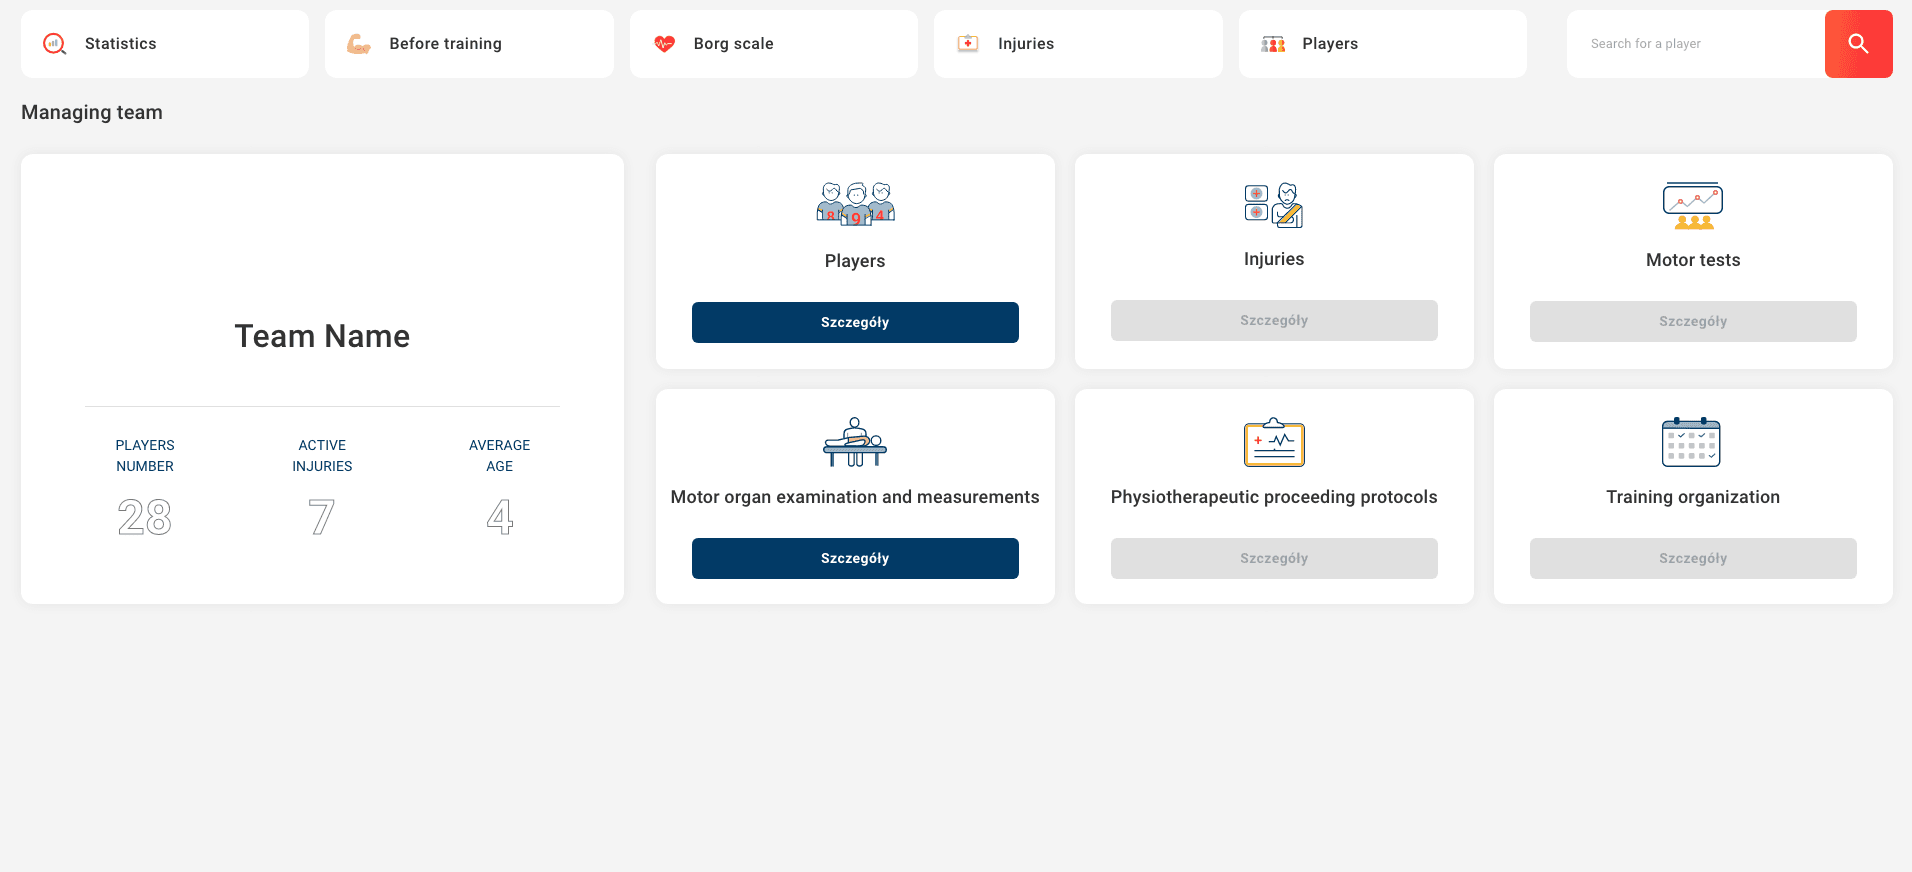 Statistics
Before training
Borg scale
Injuries
Players
Search for a player
Managing team
Team Name
PLAYERS
NUMBER
28
ACTIVE
INJURIES
7
AVERAGE
AGE
4
8 9 4
Players
Szczegóły
Injuries
Szczegóły
Motor tests
Szczegóły
Motor organ examination and measurements
Szczegóły
Physiotherapeutic proceeding protocols
Szczegóły
Training organization
Szczegóły